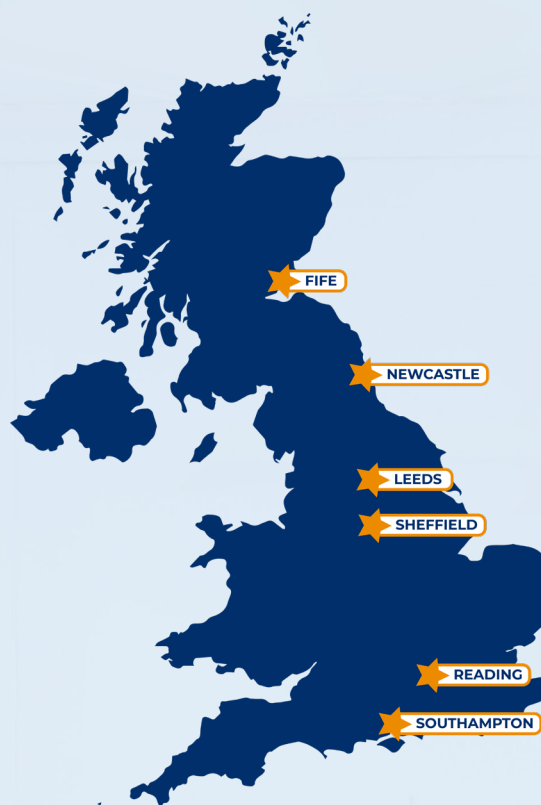 FIFE
NEWCASTLE
LEEDS
SHEFFIELD
READING
SOUTHAMPTON